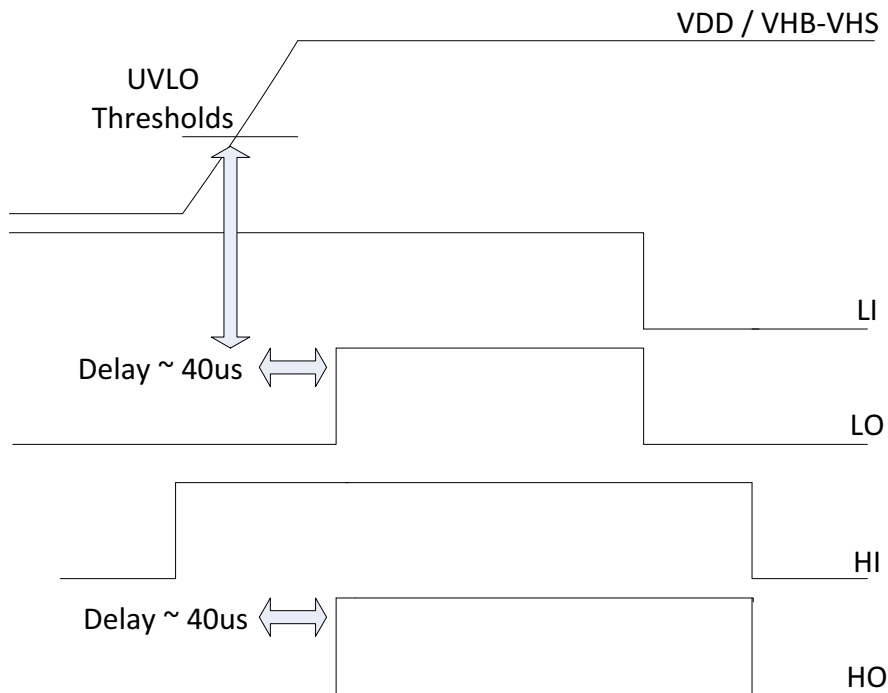 VDD / VHB-VHS
UVLO
Thresholds
LI
Delay ~ 40us
LO
HI
Delay ~ 40us
HO